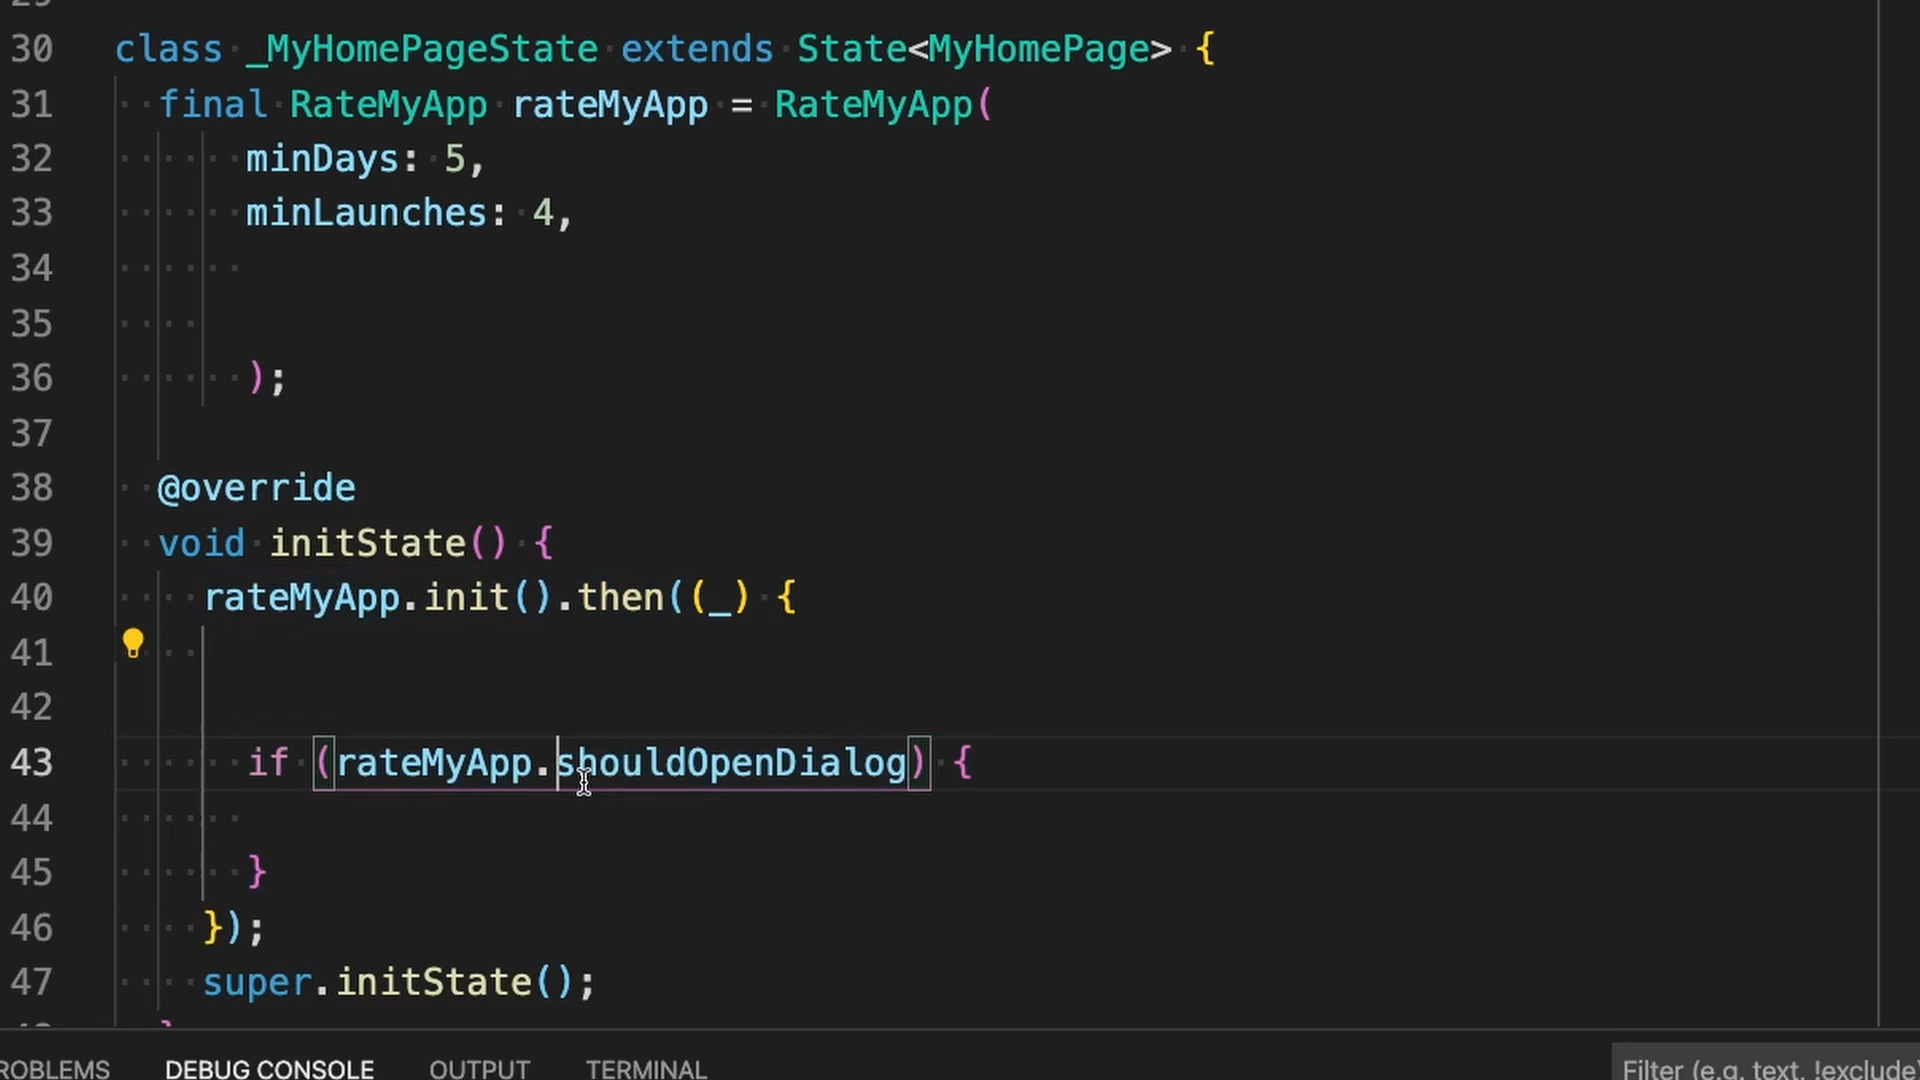 29
30 class _MyHomePageState extends State<MyHomePage> {
31 final RateMyApp rateMyApp = RateMyApp(
32 minDays: 5,
33 minLaunches: 4,
34
35
36 );
37
38 @override
39 void initState() {
40 rateMyApp.init().then((_) {
41
42
43 if (rateMyApp.shouldOpenDialog) {
44
45 }
46 });
47 super.initState();
48 }
ROBLEMS DEBUG CONSOLE OUTPUT TERMINAL Filter (e.g. text, !exclude)